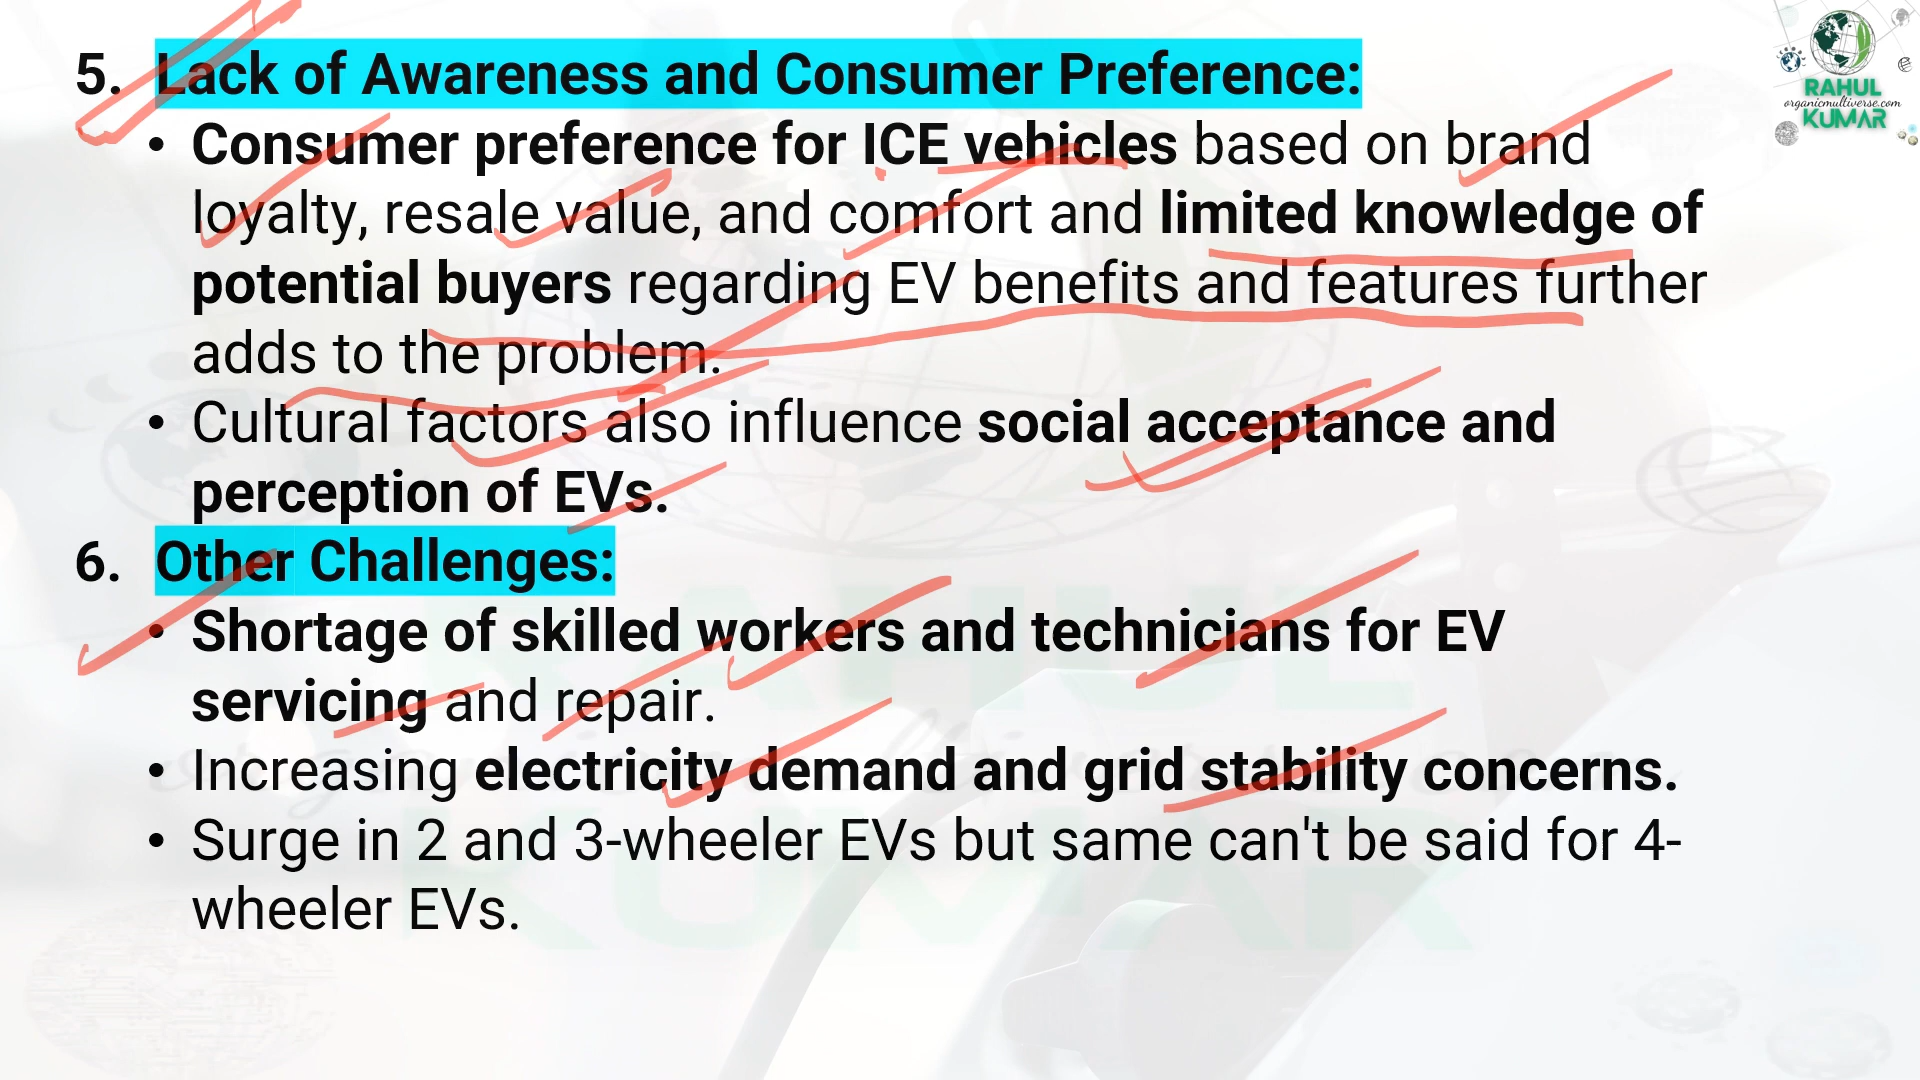 5. Lack of Awareness and Consumer Preference:
• Consumer preference for ICE vehicles based on brand
loyalty, resale value, and comfort and limited knowledge of
potential buyers regarding EV benefits and features further
adds to the problem.
• Cultural factors also influence social acceptance and
perception of EVs.
6. Other Challenges:
• Shortage of skilled workers and technicians for EV
servicing and repair.
• Increasing electricity demand and grid stability concerns.
• Surge in 2 and 3-wheeler EVs but same can't be said for 4-
wheeler EVs.
RAHUL
organicmultiverse.com
KUMAR
RAHUL
KUMAR